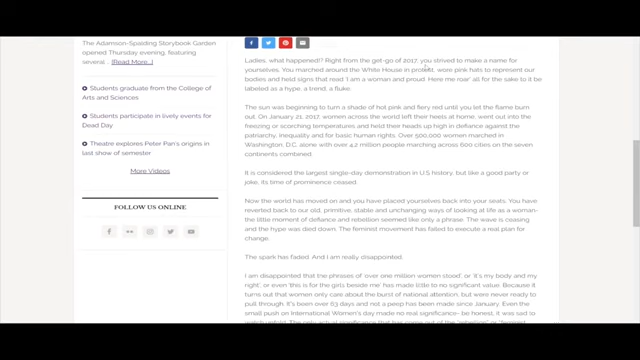 The Adamson-Spalding Storybook Garden
opened Thursday evening, featuring
several ... [Read More...]
Students graduate from the College of
Arts and Sciences
Students participate in lively events for
Dead Day
Theatre explores Peter Pan's origins in
last show of semester
More Videos
FOLLOW US ONLINE
Ladies, what happened!? Right from the get-go of 2017, you strived to make a name for
yourselves. You marched around the White House in protest, wore pink hats to represent our
bodies and held signs that read 'I am a woman and proud. Here me roar' all for the sake to it be
labeled as a hype, a trend, a fluke.
The sun was beginning to turn a shade of hot pink and fiery red until you let the flame burn
out. On January 21, 2017, women across the world left their heels at home, went out into the
freezing or scorching temperatures and held their heads up high in defiance against the
patriarchy, inequality and for basic human rights. Over 500,000 women marched in
Washington, D.C. alone with over 4.2 million people marching across 600 cities on the seven
continents combined.
It is considered the largest single-day demonstration in U.S history, but like a good party or
joke, its time of prominence ceased.
Now the world has moved on and you have placed yourselves back into your seats. You have
reverted back to our old, primitive, stable and unchanging ways of looking at life as a woman-
the little moment of defiance and rebellion seemed like only a phrase. The wave is ceasing
and the hype was died down. The feminist movement has failed to execute a real plan for
change.
The spark has faded. And I am really disappointed.
I am disappointed that the phrases of 'over one million women stood' or 'it's my body and my
right', or even 'this is for the girls beside me' has made little to no significant value. Because it
turns out that women only care about the burst of national attention, but were never ready to
pull through. It's been over 63 days and not a peep has been made since January. Even the
small push on International Women's day made no real significance- be honest, it was sad to
watch unfold. The only actual significance that has come out of the "rebellion" or "feminist